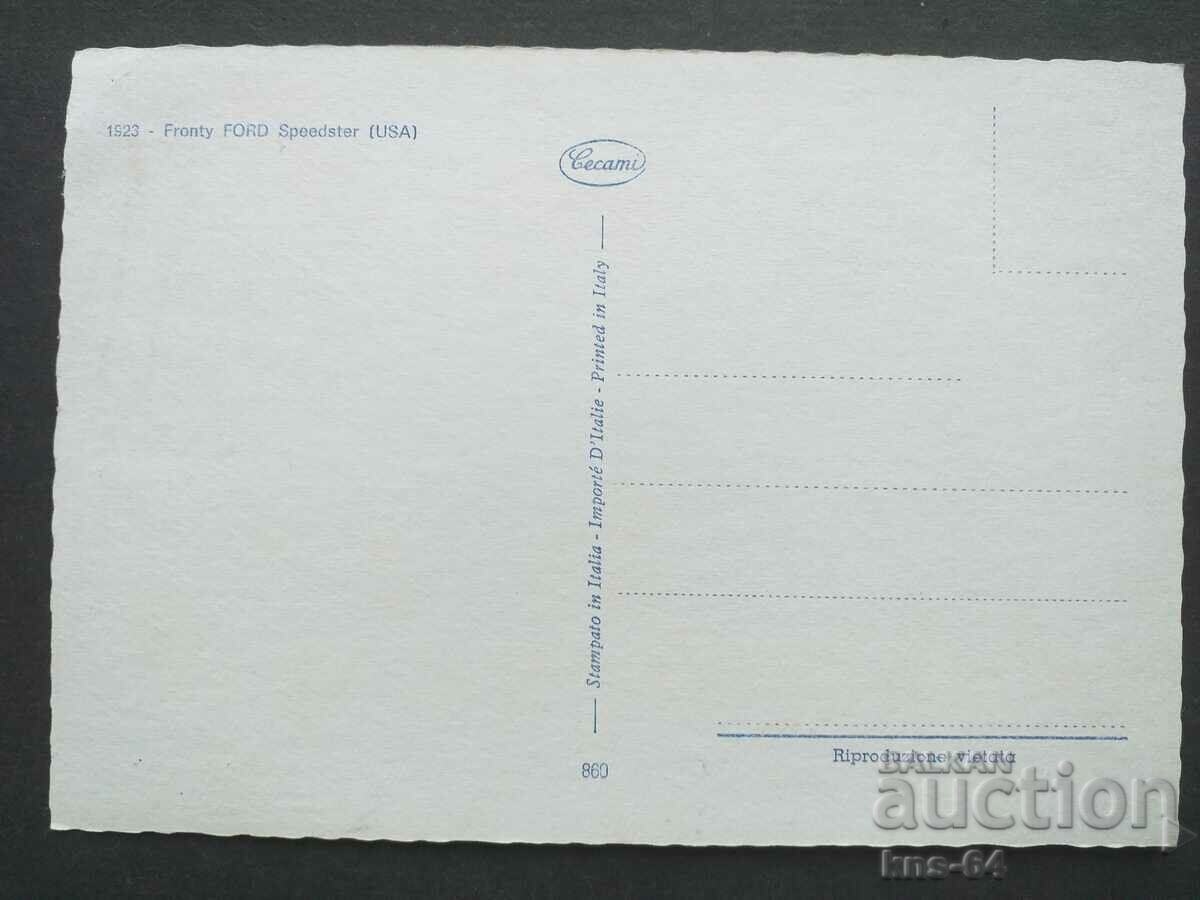 1923 - Fronty FORD Speedster (USA)
Cecami
Stampato in Italia - Importé D'Italie - Printed in Italy
860
Riproduzione vietata
BALKAN
auction
kns-64